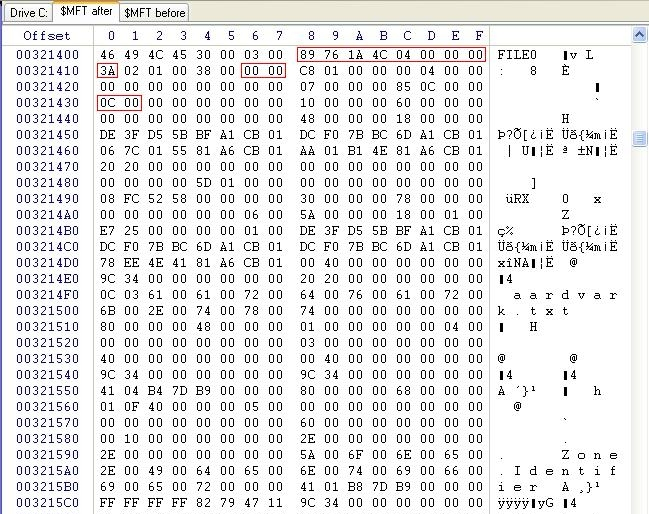 Drive C: $MFT after $MFT before
Offset 0 1 2 3 4 5 6 7 8 9 A B C D E F
00321400 46 49 4C 45 30 00 03 00 89 76 1A 4C 04 00 00 00 FILE0 ▮v L
00321410 3A 02 01 00 38 00 00 00 C8 01 00 00 00 04 00 00 : 8 È
00321420 00 00 00 00 00 00 00 00 07 00 00 00 85 0C 00 00 ▮
00321430 0C 00 00 00 00 00 00 00 10 00 00 00 60 00 00 00 `
00321440 00 00 00 00 00 00 00 00 48 00 00 00 18 00 00 00 H
00321450 DE 3F D5 5B BF A1 CB 01 DC F0 7B BC 6D A1 CB 01 Þ?Õ[¿¡Ë Üð{¼m¡Ë
00321460 06 7C 01 55 81 A6 CB 01 AA 01 B1 4E 81 A6 CB 01 | U▮¦Ë ª ±N▮¦Ë
00321470 20 20 00 00 00 00 00 00 00 00 00 00 00 00 00 00
00321480 00 00 00 00 5D 01 00 00 00 00 00 00 00 00 00 00 ]
00321490 08 FC 52 58 00 00 00 00 30 00 00 00 78 00 00 00 üRX 0 x
003214A0 00 00 00 00 00 00 06 00 5A 00 00 00 18 00 01 00 Z
003214B0 E7 25 00 00 00 00 01 00 DE 3F D5 5B BF A1 CB 01 ç% Þ?Õ[¿¡Ë
003214C0 DC F0 7B BC 6D A1 CB 01 DC F0 7B BC 6D A1 CB 01 Üð{¼m¡Ë Üð{¼m¡Ë
003214D0 78 EE 4E 41 81 A6 CB 01 00 40 00 00 00 00 00 00 xîNA▮¦Ë @
003214E0 9C 34 00 00 00 00 00 00 20 20 00 00 00 00 00 00 ▮4
003214F0 0C 03 61 00 61 00 72 00 64 00 76 00 61 00 72 00 a a r d v a r
00321500 6B 00 2E 00 74 00 78 00 74 00 00 00 00 00 00 00 k . t x t
00321510 80 00 00 00 48 00 00 00 01 00 00 00 00 00 04 00 ▮ H
00321520 00 00 00 00 00 00 00 00 03 00 00 00 00 00 00 00
00321530 40 00 00 00 00 00 00 00 00 40 00 00 00 00 00 00 @ @
00321540 9C 34 00 00 00 00 00 00 9C 34 00 00 00 00 00 00 ▮4 ▮4
00321550 41 04 B4 7D B9 00 00 00 80 00 00 00 68 00 00 00 A ´}¹ ▮ h
00321560 01 0F 40 00 00 00 05 00 00 00 00 00 00 00 00 00 @
00321570 00 00 00 00 00 00 00 00 60 00 00 00 00 00 00 00 `
00321580 00 10 00 00 00 00 00 00 2E 00 00 00 00 00 00 00 .
00321590 2E 00 00 00 00 00 00 00 5A 00 6F 00 6E 00 65 00 . Z o n e
003215A0 2E 00 49 00 64 00 65 00 6E 00 74 00 69 00 66 00 . I d e n t i f
003215B0 69 00 65 00 72 00 00 00 41 01 B8 7D B9 00 00 00 i e r A ¸}¹
003215C0 FF FF FF FF 82 79 47 11 9C 34 00 00 00 00 00 00 ÿÿÿÿ▮yG ▮4